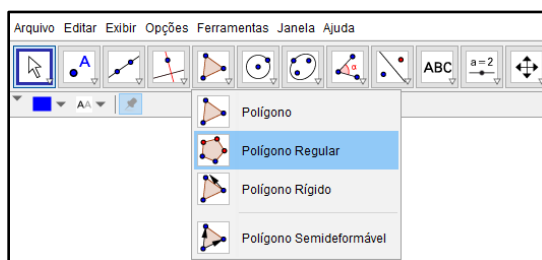 Arquivo Editar Exibir Opções Ferramentas Janela Ajuda
A α ABC a = 2
AA
Polígono
Polígono Regular
Polígono Rígido
Polígono Semideformável